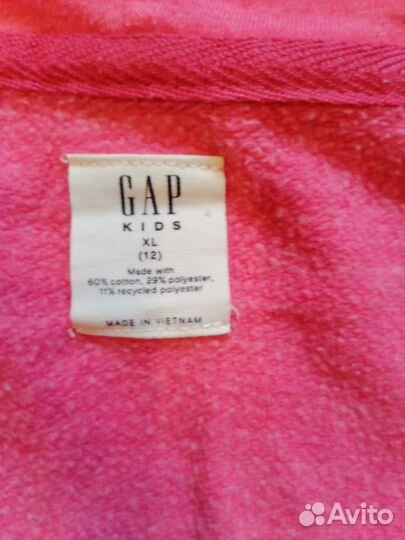 GAP
KIDS
XL
(12)
Made with
60% cotton, 29% polyester,
11% recycled polyester
MADE IN VIETNAM
Avito